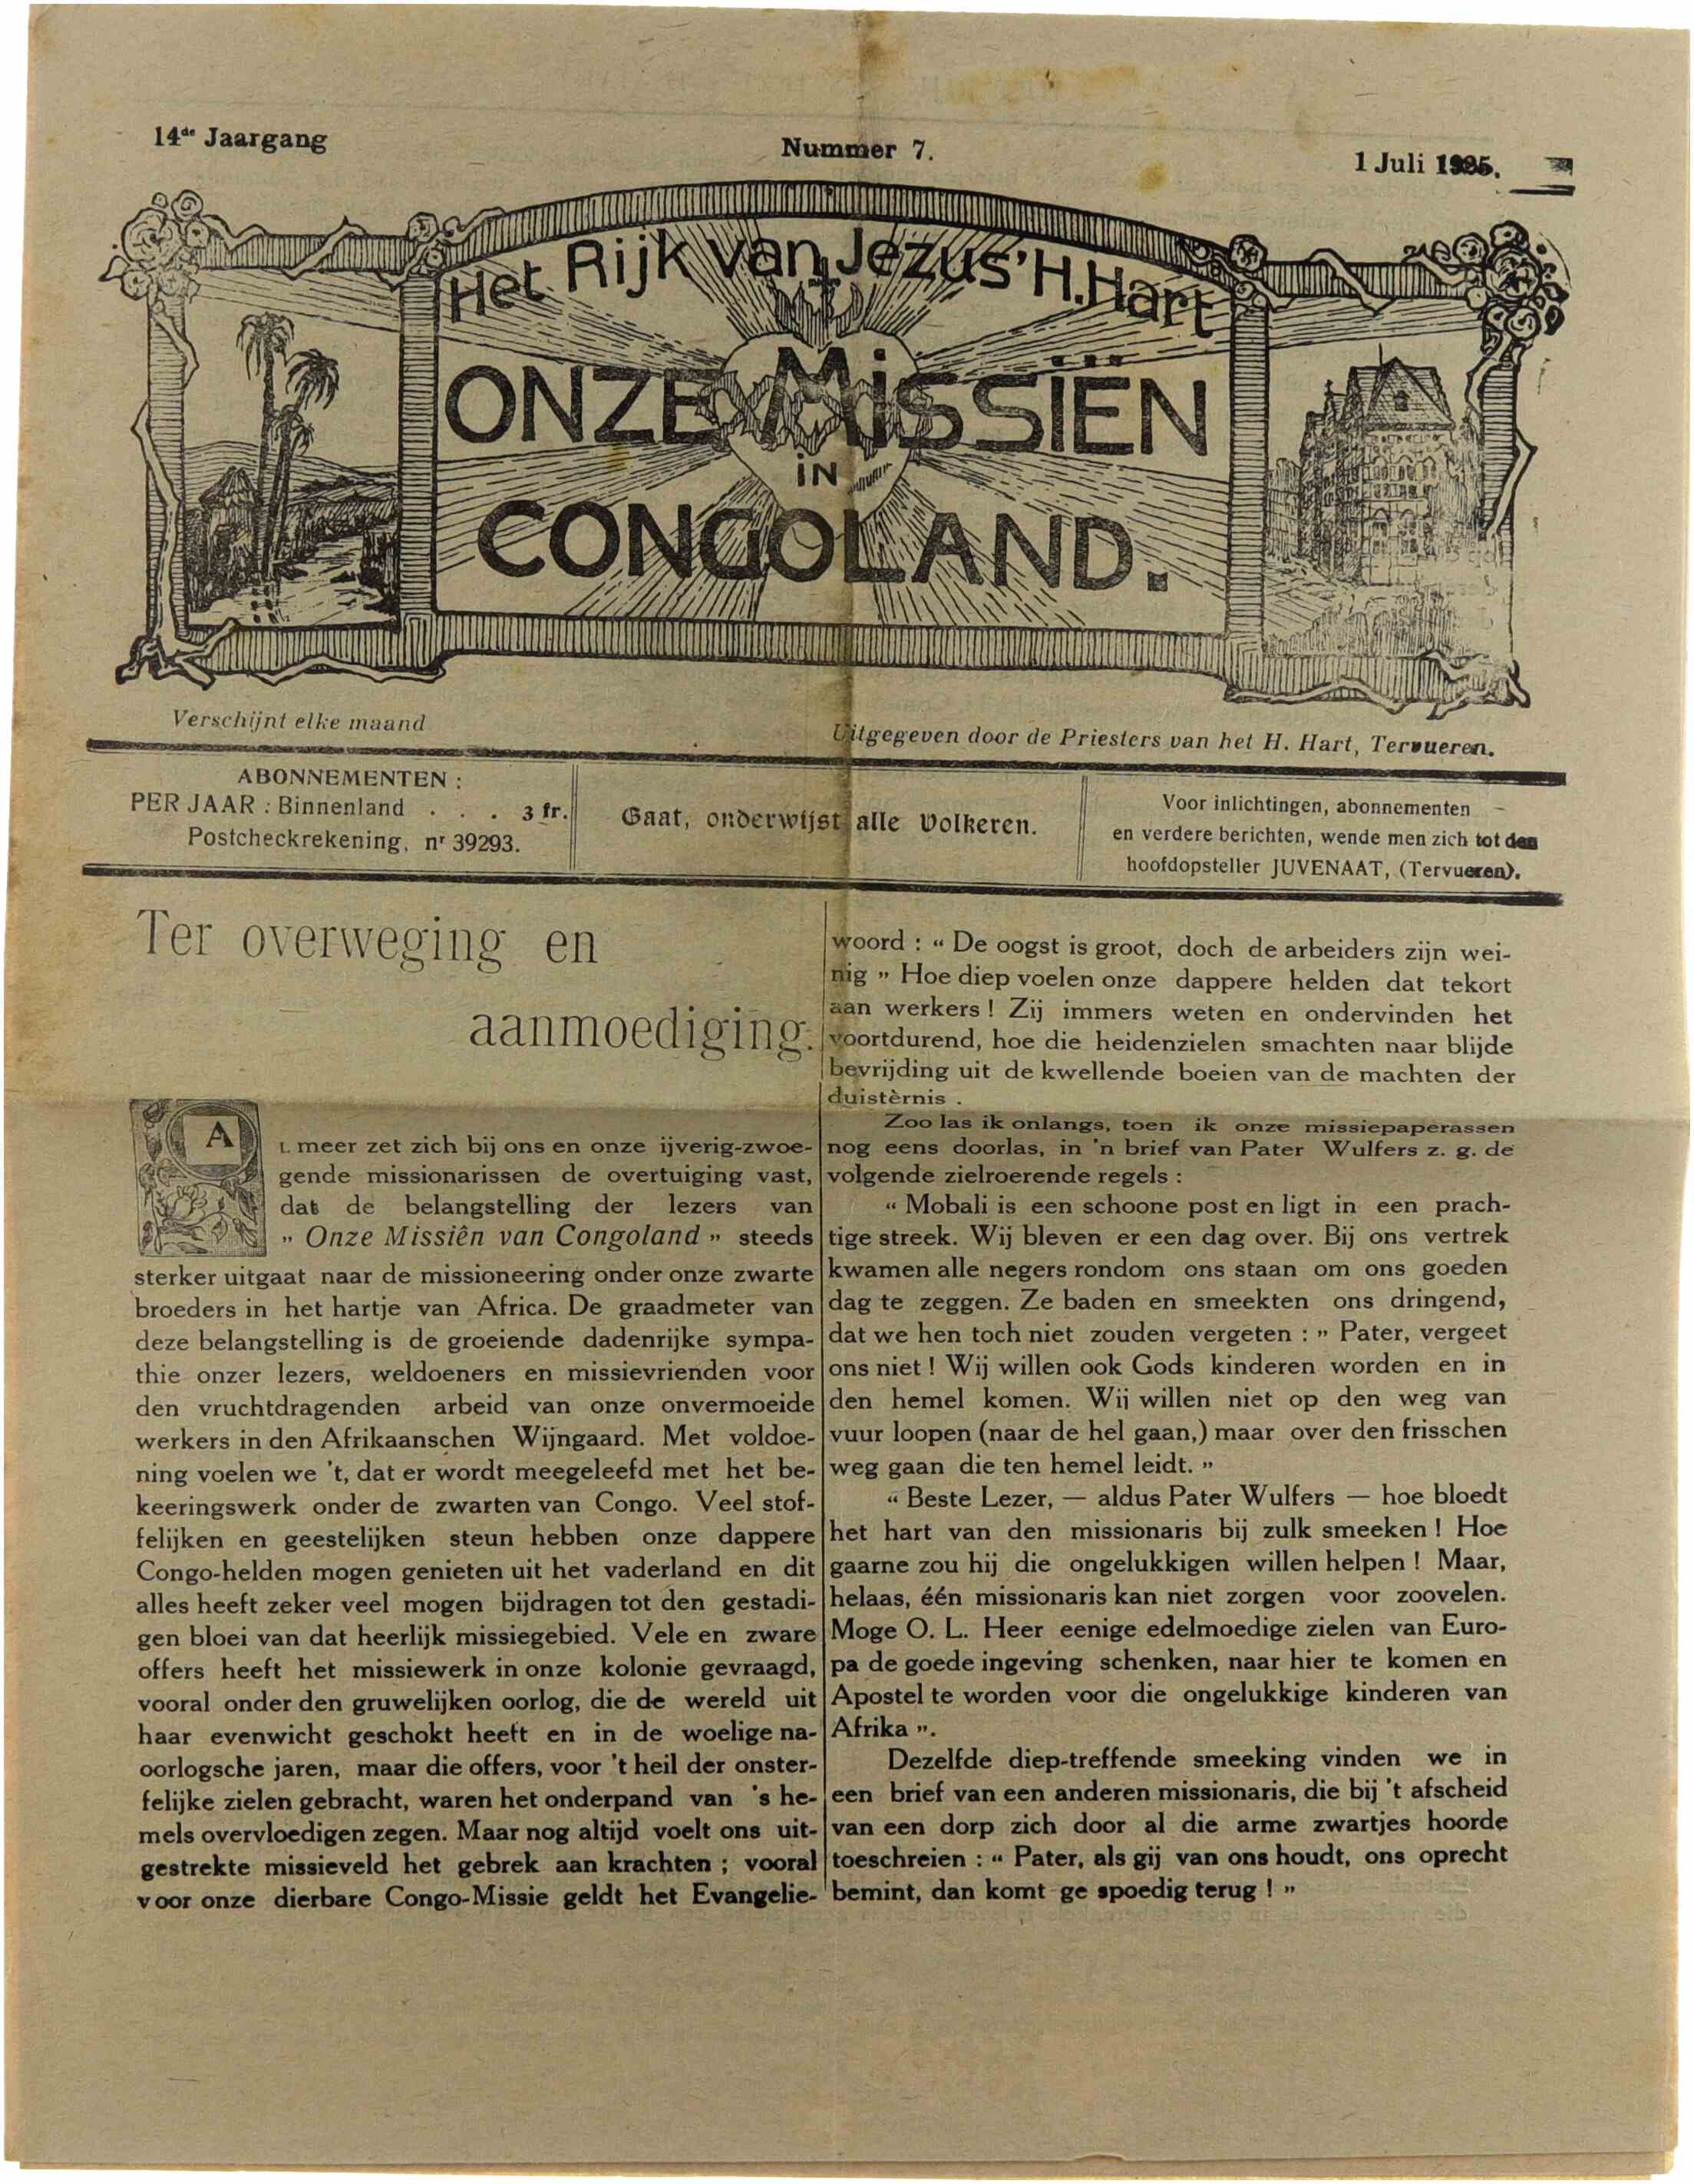 14de Jaargang
Nummer 7.
1 Juli 1925.
Het Rijk van Jezus' H. Hart
ONZE MiSSiËN
iN
CONGOLAND.
Verschijnt elke maand
Uitgegeven door de Priesters van het H. Hart, Tervueren.
ABONNEMENTEN :
PER JAAR : Binnenland . . . 3 fr.
Postcheckrekening, nr 39293.
Gaat, onderwijst alle Volkeren.
Voor inlichtingen, abonnementen
en verdere berichten, wende men zich tot den
hoofdopsteller JUVENAAT, (Tervueren).
Ter overweging en
aanmoediging.
AL meer zet zich bij ons en onze ijverig-zwoe-
gende missionarissen de overtuiging vast,
dat de belangstelling der lezers van
„ Onze Missiën van Congoland „ steeds
sterker uitgaat naar de missioneering onder onze zwarte
broeders in het hartje van Africa. De graadmeter van
deze belangstelling is de groeiende dadenrijke sympa-
thie onzer lezers, weldoeners en missievrienden voor
den vruchtdragenden arbeid van onze onvermoeide
werkers in den Afrikaanschen Wijngaard. Met voldoe-
ning voelen we 't, dat er wordt meegeleefd met het be-
keeringswerk onder de zwarten van Congo. Veel stof-
felijken en geestelijken steun hebben onze dappere
Congo-helden mogen genieten uit het vaderland en dit
alles heeft zeker veel mogen bijdragen tot den gestadi-
gen bloei van dat heerlijk missiegebied. Vele en zware
offers heeft het missiewerk in onze kolonie gevraagd,
vooral onder den gruwelijken oorlog, die de wereld uit
haar evenwicht geschokt heeft en in de woelige na-
oorlogsche jaren, maar die offers, voor 't heil der onster-
felijke zielen gebracht, waren het onderpand van 's he-
mels overvloedigen zegen. Maar nog altijd voelt ons uit-
gestrekte missieveld het gebrek aan krachten ; vooral
voor onze dierbare Congo-Missie geldt het Evangelie-
woord : “ De oogst is groot, doch de arbeiders zijn wei-
nig „ Hoe diep voelen onze dappere helden dat tekort
aan werkers ! Zij immers weten en ondervinden het
voortdurend, hoe die heidenzielen smachten naar blijde
bevrijding uit de kwellende boeien van de machten der
duistèrnis .
Zoo las ik onlangs, toen ik onze missiepaperassen
nog eens doorlas, in 'n brief van Pater Wulfers z. g. de
volgende zielroerende regels :
“ Mobali is een schoone post en ligt in een prach-
tige streek. Wij bleven er een dag over. Bij ons vertrek
kwamen alle negers rondom ons staan om ons goeden
dag te zeggen. Ze baden en smeekten ons dringend,
dat we hen toch niet zouden vergeten : „ Pater, vergeet
ons niet ! Wij willen ook Gods kinderen worden en in
den hemel komen. Wij willen niet op den weg van
vuur loopen (naar de hel gaan,) maar over den frisschen
weg gaan die ten hemel leidt. „
“ Beste Lezer, — aldus Pater Wulfers — hoe bloedt
het hart van den missionaris bij zulk smeeken ! Hoe
gaarne zou hij die ongelukkigen willen helpen ! Maar,
helaas, één missionaris kan niet zorgen voor zoovelen.
Moge O. L. Heer eenige edelmoedige zielen van Euro-
pa de goede ingeving schenken, naar hier te komen en
Apostel te worden voor die ongelukkige kinderen van
Afrika „.
Dezelfde diep-treffende smeeking vinden we in
een brief van een anderen missionaris, die bij 't afscheid
van een dorp zich door al die arme zwartjes hoorde
toeschreien : “ Pater, als gij van ons houdt, ons oprecht
bemint, dan komt ge spoedig terug ! „